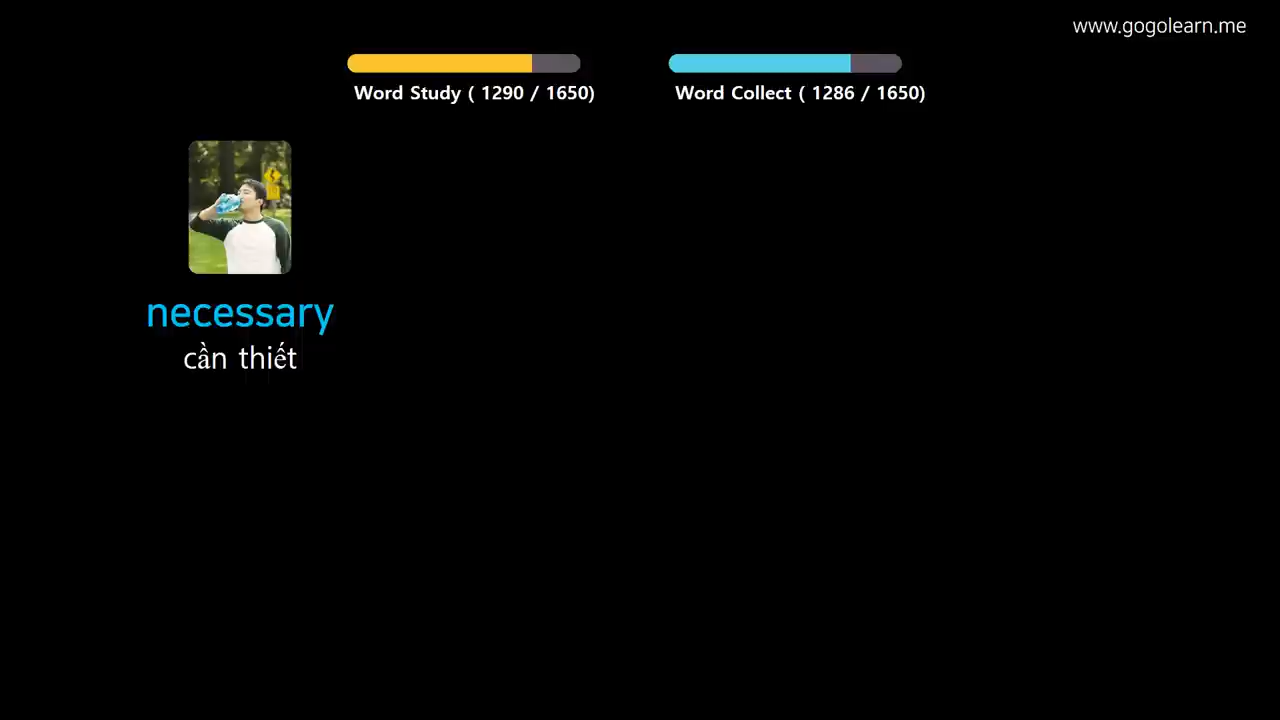 www.gogolearn.me
Word Study ( 1290 / 1650)
Word Collect ( 1286 / 1650)
necessary
cần thiết